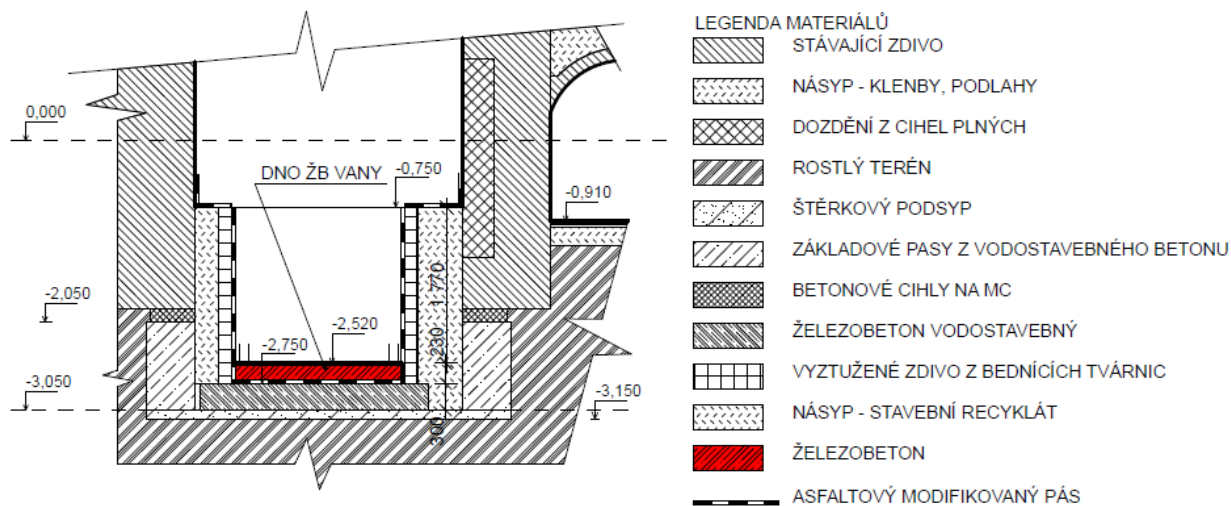 LEGENDA MATERIÁLŮ
STÁVAJÍCÍ ZDIVO
NÁSYP - KLENBY, PODLAHY
DOZDĚNÍ Z CIHEL PLNÝCH
ROSTLÝ TERÉN
ŠTĚRKOVÝ PODSYP
ZÁKLADOVÉ PASY Z VODOSTAVEBNÉHO BETONU
BETONOVÉ CIHLY NA MC
ŽELEZOBETON VODOSTAVEBNÝ
VYZTUŽENÉ ZDIVO Z BEDNÍCÍCH TVÁRNIC
NÁSYP - STAVEBNÍ RECYKLÁT
ŽELEZOBETON
ASFALTOVÝ MODIFIKOVANÝ PÁS
0,000
DNO ŽB VANY
-0,750
-0,910
1 770
-2,050
-2,520
-2,750
230
-3,050
-3,150
300